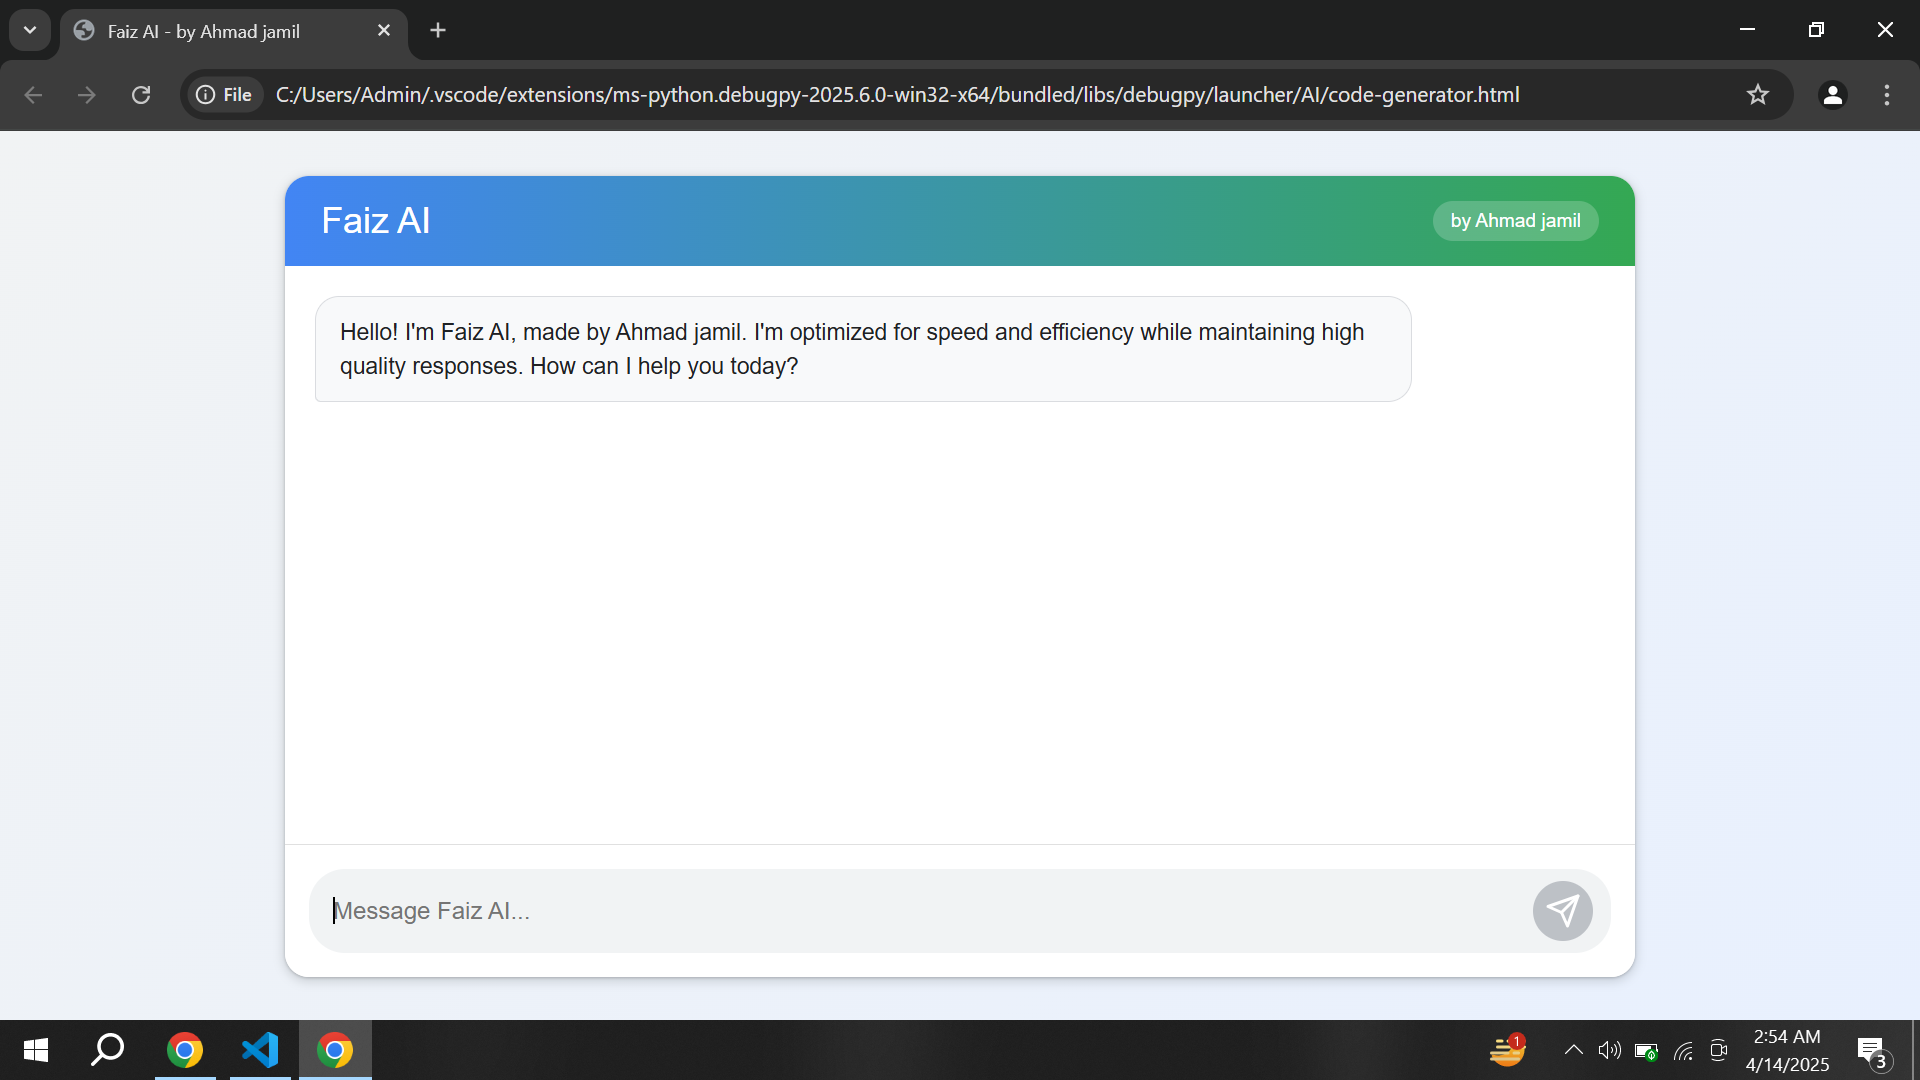 Faiz AI - by Ahmad jamil
File
C:/Users/Admin/.vscode/extensions/ms-python.debugpy-2025.6.0-win32-x64/bundled/libs/debugpy/launcher/AI/code-generator.html
Faiz AI
by Ahmad jamil
Hello! I'm Faiz AI, made by Ahmad jamil. I'm optimized for speed and efficiency while maintaining high
quality responses. How can I help you today?
Message Faiz AI...
1
2:54 AM
4/14/2025
3